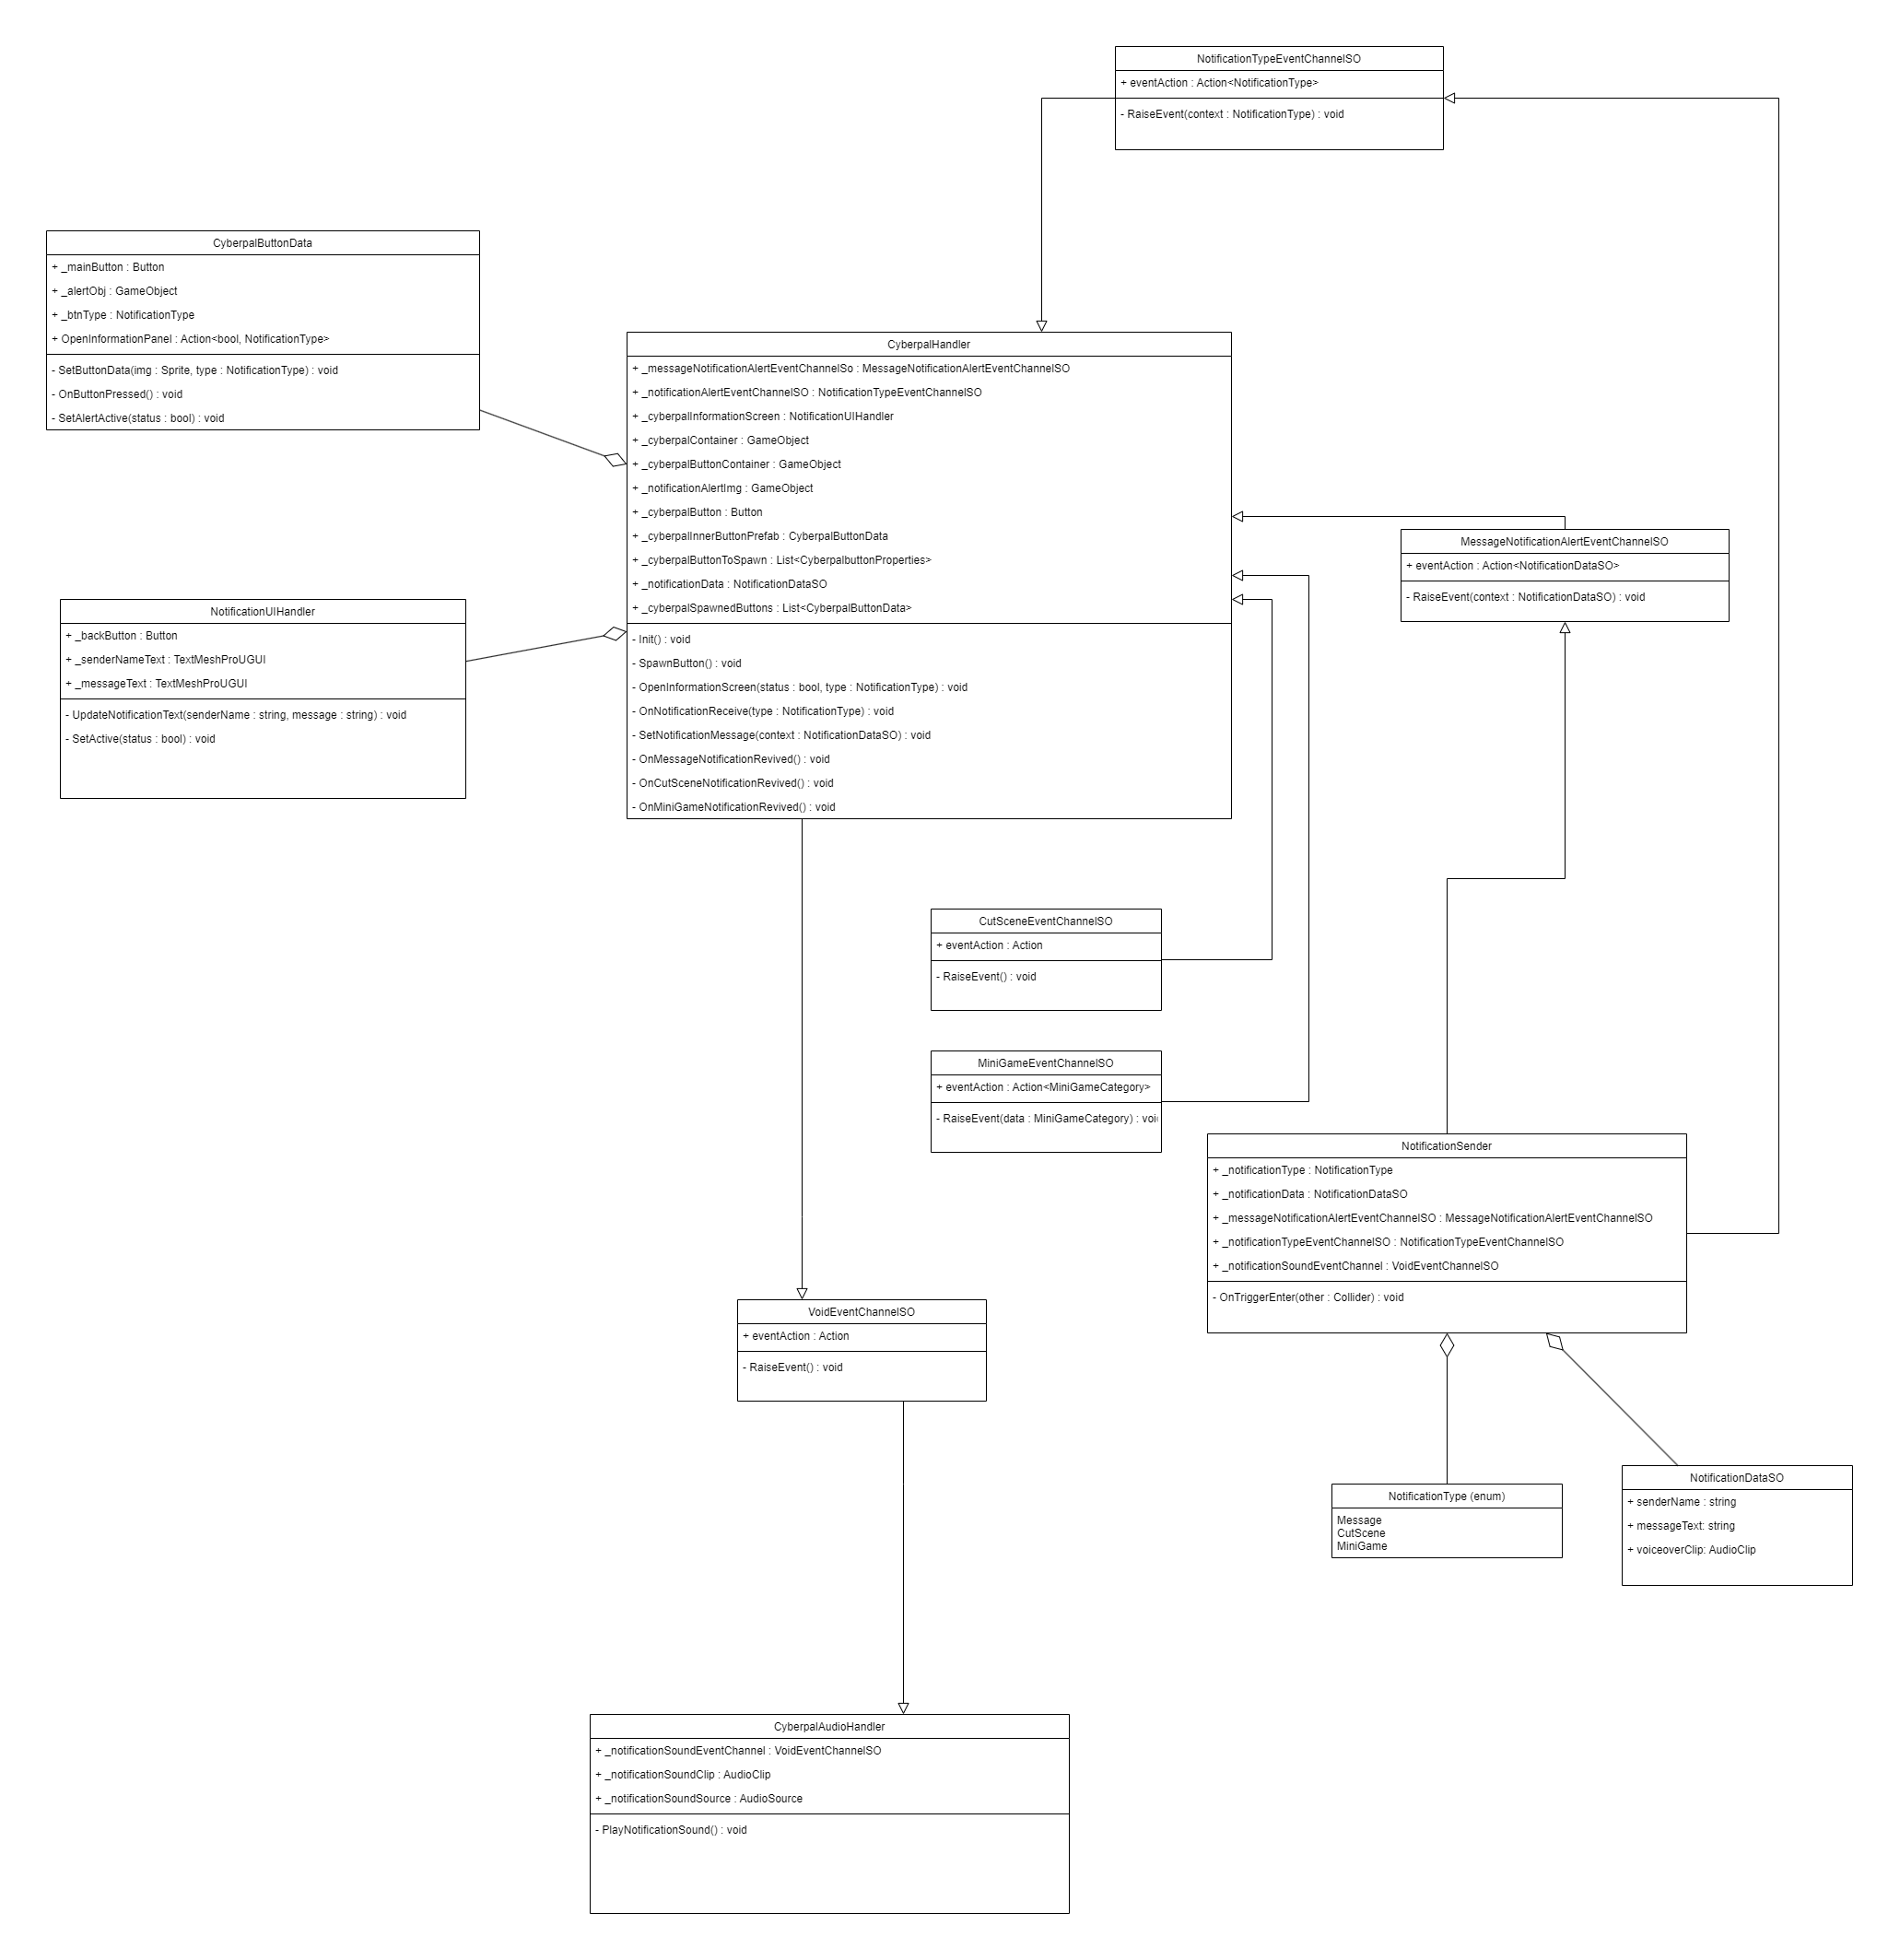 NotificationTypeEventChannelSO
+ eventAction : Action<NotificationType>
- RaiseEvent(context : NotificationType) : void
CyberpalButtonData
+ _mainButton : Button
+ _alertObj : GameObject
+ _btnType : NotificationType
+ OpenInformationPanel : Action<bool, NotificationType>
- SetButtonData(img : Sprite, type : NotificationType) : void
- OnButtonPressed() : void
- SetAlertActive(status : bool) : void
CyberpalHandler
+ _messageNotificationAlertEventChannelSo : MessageNotificationAlertEventChannelSO
+ _notificationAlertEventChannelSO : NotificationTypeEventChannelSO
+ _cyberpalInformationScreen : NotificationUIHandler
+ _cyberpalContainer : GameObject
+ _cyberpalButtonContainer : GameObject
+ _notificationAlertImg : GameObject
+ _cyberpalButton : Button
+ _cyberpalInnerButtonPrefab : CyberpalButtonData
+ _cyberpalButtonToSpawn : List<CyberpalbuttonProperties>
+ _notificationData : NotificationDataSO
+ _cyberpalSpawnedButtons : List<CyberpalButtonData>
- Init() : void
- SpawnButton() : void
- OpenInformationScreen(status : bool, type : NotificationType) : void
- OnNotificationReceive(type : NotificationType) : void
- SetNotificationMessage(context : NotificationDataSO) : void
- OnMessageNotificationRevived() : void
- OnCutSceneNotificationRevived() : void
- OnMiniGameNotificationRevived() : void
MessageNotificationAlertEventChannelSO
+ eventAction : Action<NotificationDataSO>
- RaiseEvent(context : NotificationDataSO) : void
NotificationUIHandler
+ _backButton : Button
+ _senderNameText : TextMeshProUGUI
+ _messageText : TextMeshProUGUI
- UpdateNotificationText(senderName : string, message : string) : void
- SetActive(status : bool) : void
CutSceneEventChannelSO
+ eventAction : Action
- RaiseEvent() : void
MiniGameEventChannelSO
+ eventAction : Action<MiniGameCategory>
- RaiseEvent(data : MiniGameCategory) : voi
NotificationSender
+ _notificationType : NotificationType
+ _notificationData : NotificationDataSO
+ _messageNotificationAlertEventChannelSO : MessageNotificationAlertEventChannelSO
+ _notificationTypeEventChannelSO : NotificationTypeEventChannelSO
+ _notificationSoundEventChannel : VoidEventChannelSO
- OnTriggerEnter(other : Collider) : void
VoidEventChannelSO
+ eventAction : Action
- RaiseEvent() : void
NotificationType (enum)
Message
CutScene
MiniGame
NotificationDataSO
+ senderName : string
+ messageText: string
+ voiceoverClip: AudioClip
CyberpalAudioHandler
+ _notificationSoundEventChannel : VoidEventChannelSO
+ _notificationSoundClip : AudioClip
+ _notificationSoundSource : AudioSource
- PlayNotificationSound() : void